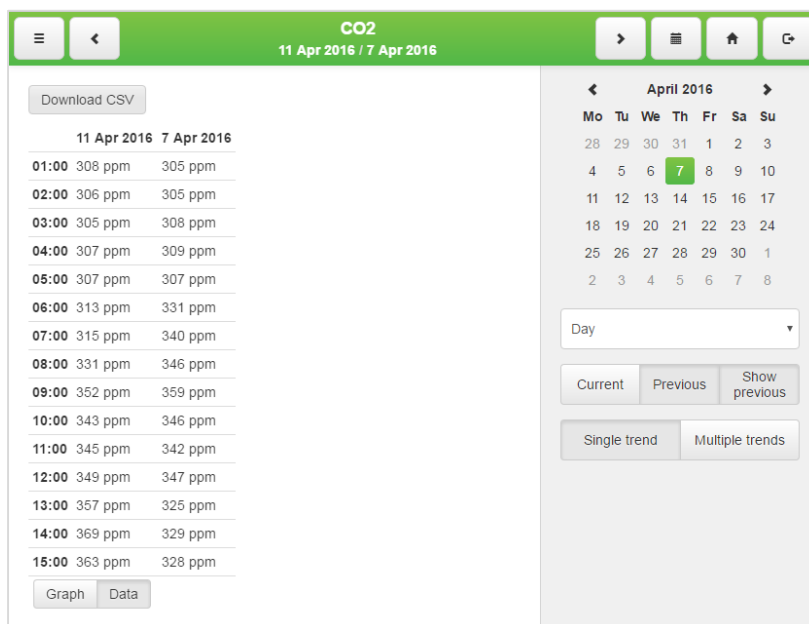 CO2
11 Apr 2016 / 7 Apr 2016
Download CSV
11 Apr 2016 7 Apr 2016
01:00 308 ppm 305 ppm
02:00 306 ppm 305 ppm
03:00 305 ppm 308 ppm
04:00 307 ppm 309 ppm
05:00 307 ppm 307 ppm
06:00 313 ppm 331 ppm
07:00 315 ppm 340 ppm
08:00 331 ppm 346 ppm
09:00 352 ppm 359 ppm
10:00 343 ppm 346 ppm
11:00 345 ppm 342 ppm
12:00 349 ppm 347 ppm
13:00 357 ppm 325 ppm
14:00 369 ppm 329 ppm
15:00 363 ppm 328 ppm
Graph Data
April 2016
Mo Tu We Th Fr Sa Su
28 29 30 31 1 2 3
4 5 6 7 8 9 10
11 12 13 14 15 16 17
18 19 20 21 22 23 24
25 26 27 28 29 30 1
2 3 4 5 6 7 8
Day
Current Previous Show previous
Single trend Multiple trends